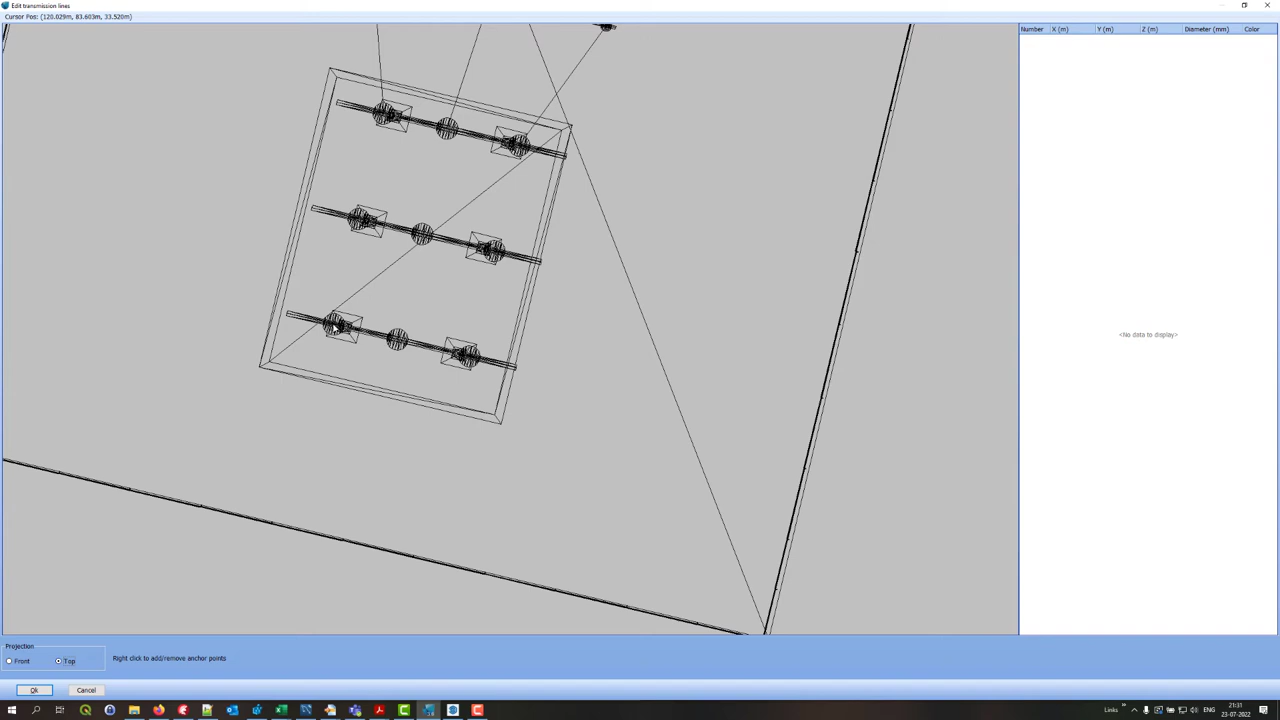 Edit transmission lines
Cursor Pos: (120.029m, 83.603m, 33.520m)
Number X (m) Y (m) Z (m) Diameter (mm) Color
<No data to display>
Projection
Front Top
Right click to add/remove anchor points
Ok Cancel
Links ENG 21:31
23-07-2022